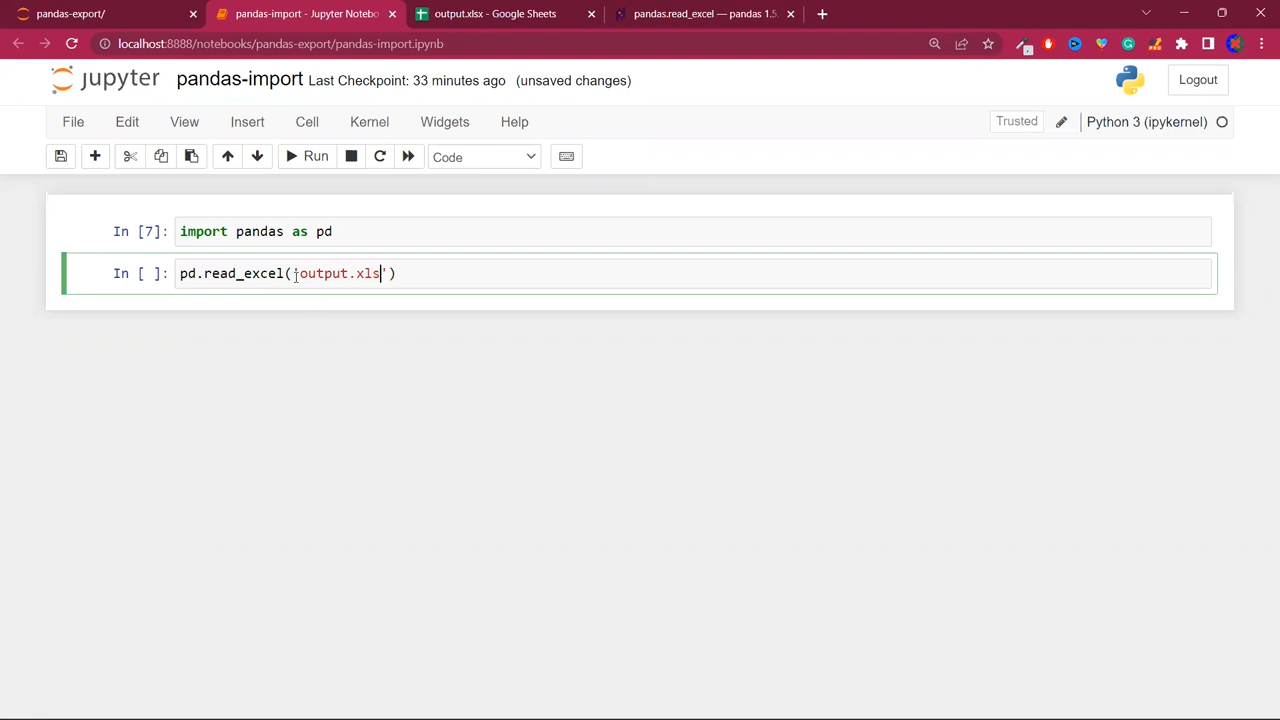 pandas-export/
pandas-import - Jupyter Notebo
output.xlsx - Google Sheets
pandas.read_excel — pandas 1.5.
localhost:8888/notebooks/pandas-export/pandas-import.ipynb
jupyter pandas-import Last Checkpoint: 33 minutes ago (unsaved changes)
Logout
File Edit View Insert Cell Kernel Widgets Help
Trusted Python 3 (ipykernel)
Run Code
In [7]: import pandas as pd
In [ ]: pd.read_excel('output.xls')